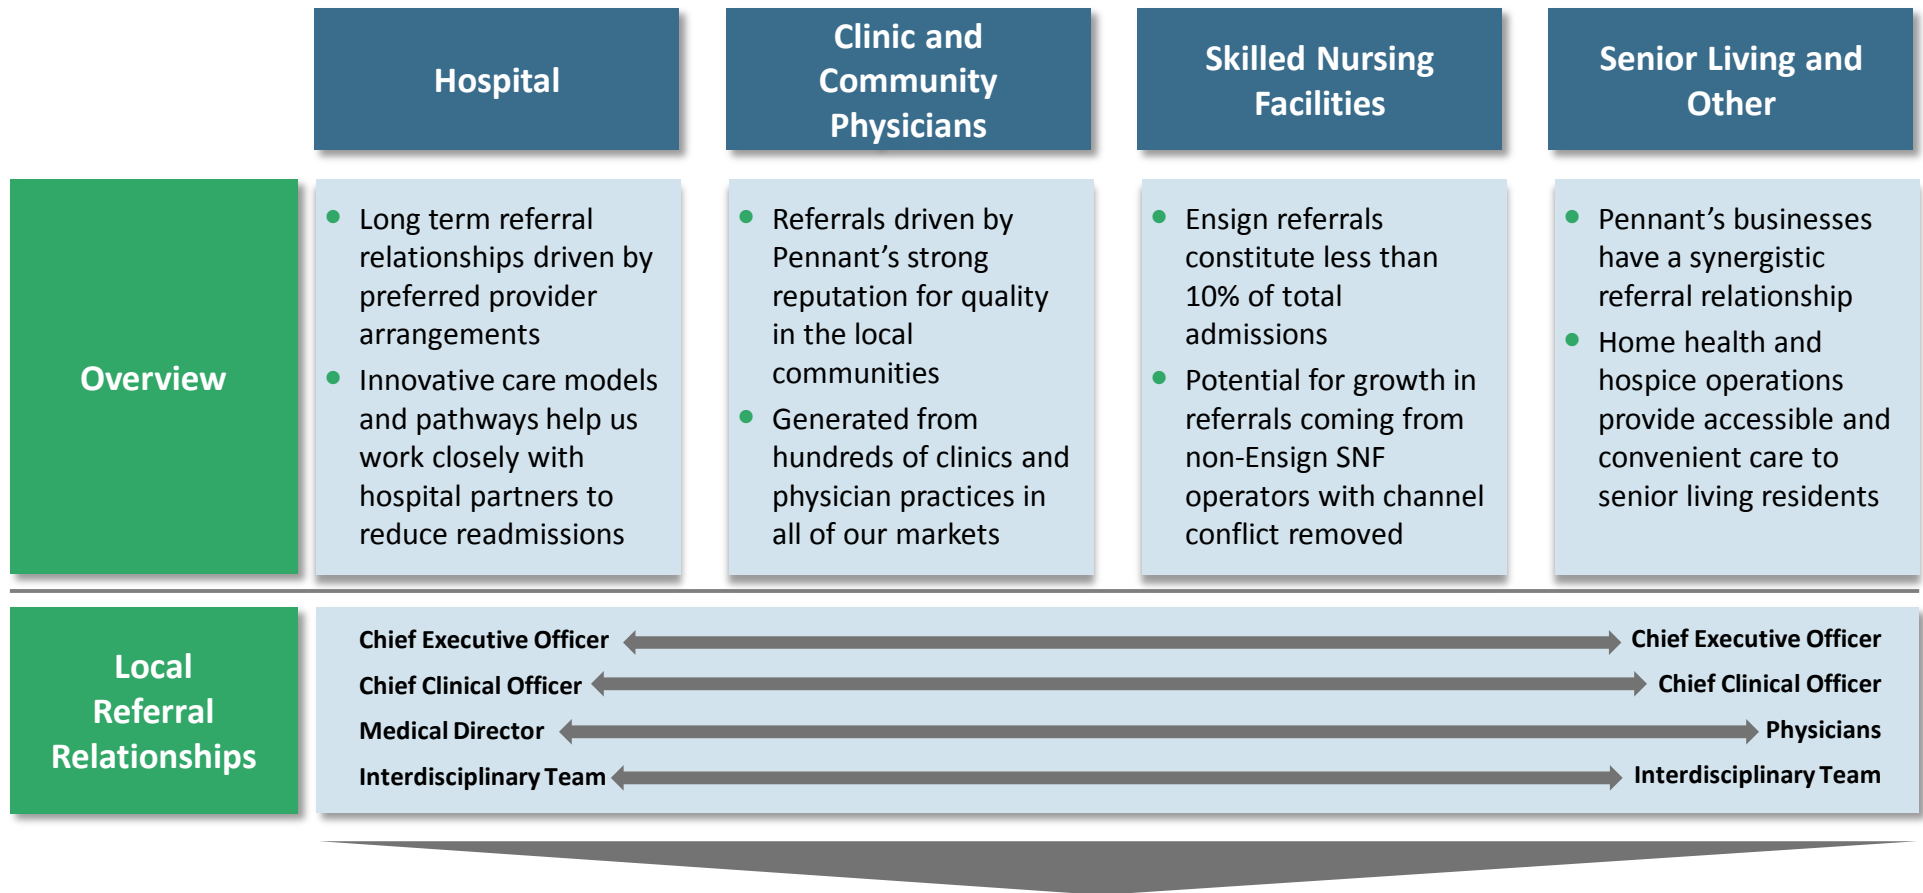 Hospital
Clinic and
Community
Physicians
Skilled Nursing
Facilities
Senior Living and
Other
Overview
• Long term referral
relationships driven by
preferred provider
arrangements
• Innovative care models
and pathways help us
work closely with
hospital partners to
reduce readmissions
• Referrals driven by
Pennant’s strong
reputation for quality
in the local
communities
• Generated from
hundreds of clinics and
physician practices in
all of our markets
• Ensign referrals
constitute less than
10% of total
admissions
• Potential for growth in
referrals coming from
non-Ensign SNF
operators with channel
conflict removed
• Pennant’s businesses
have a synergistic
referral relationship
• Home health and
hospice operations
provide accessible and
convenient care to
senior living residents
Local
Referral
Relationships
Chief Executive Officer Chief Executive Officer
Chief Clinical Officer Chief Clinical Officer
Medical Director Physicians
Interdisciplinary Team Interdisciplinary Team